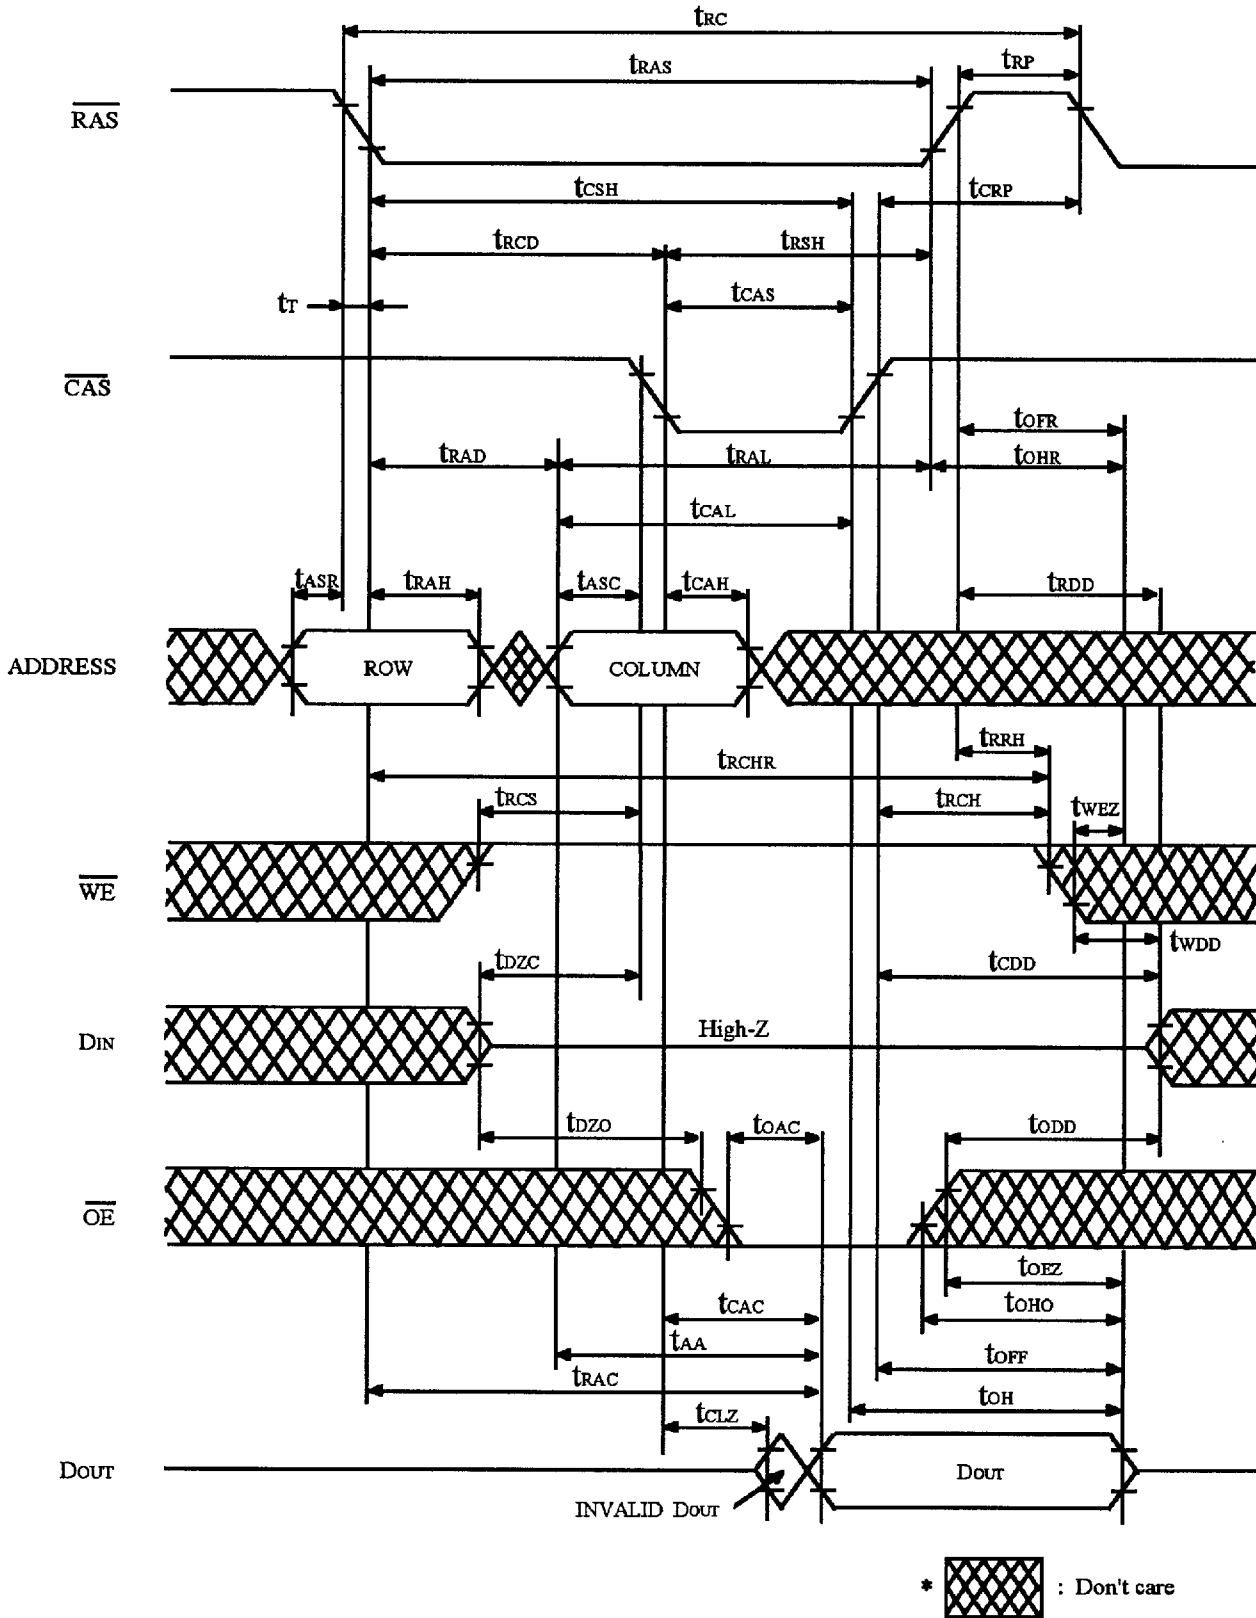 tRC
tRAS
tRP
RAS
tCSH
tCRP
tRCD
tRSH
tT
tCAS
CAS
tOFR
tRAD
tRAL
tOHR
tCAL
tASR
tRAH
tASC
tCAH
tRDD
ADDRESS
ROW
COLUMN
tRRH
tRCHR
tRCS
tRCH
tWEZ
WE
tWDD
tDZC
tCDD
DIN
High-Z
tDZO
tOAC
tODD
OE
tOEZ
tCAC
tOHO
tAA
tOFF
tRAC
tOH
tCLZ
DOUT
DOUT
INVALID DOUT
* : Don't care